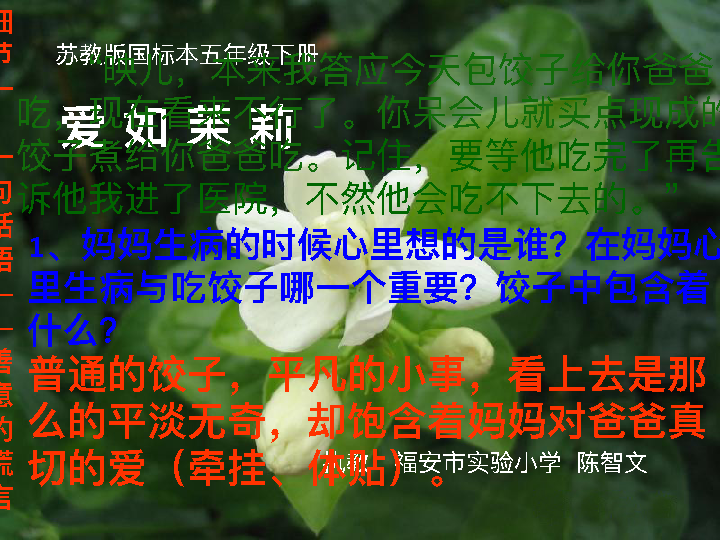 细节——一句话语——善意的谎言
苏教版国标本五年级下册
爱如茉莉
“映儿，本来我答应今天包饺子给你爸爸
吃，现在看来不行了。你呆会儿就买点现成的
饺子煮给你爸爸吃。记住，要等他吃完了再告
诉他我进了医院，不然他会吃不下去的。”
1、妈妈生病的时候心里想的是谁？在妈妈心
里生病与吃饺子哪一个重要？饺子中包含着
什么？
普通的饺子，平凡的小事，看上去是那
么的平淡无奇，却饱含着妈妈对爸爸真
切的爱（牵挂、体贴）。
福安市实验小学 陈智文